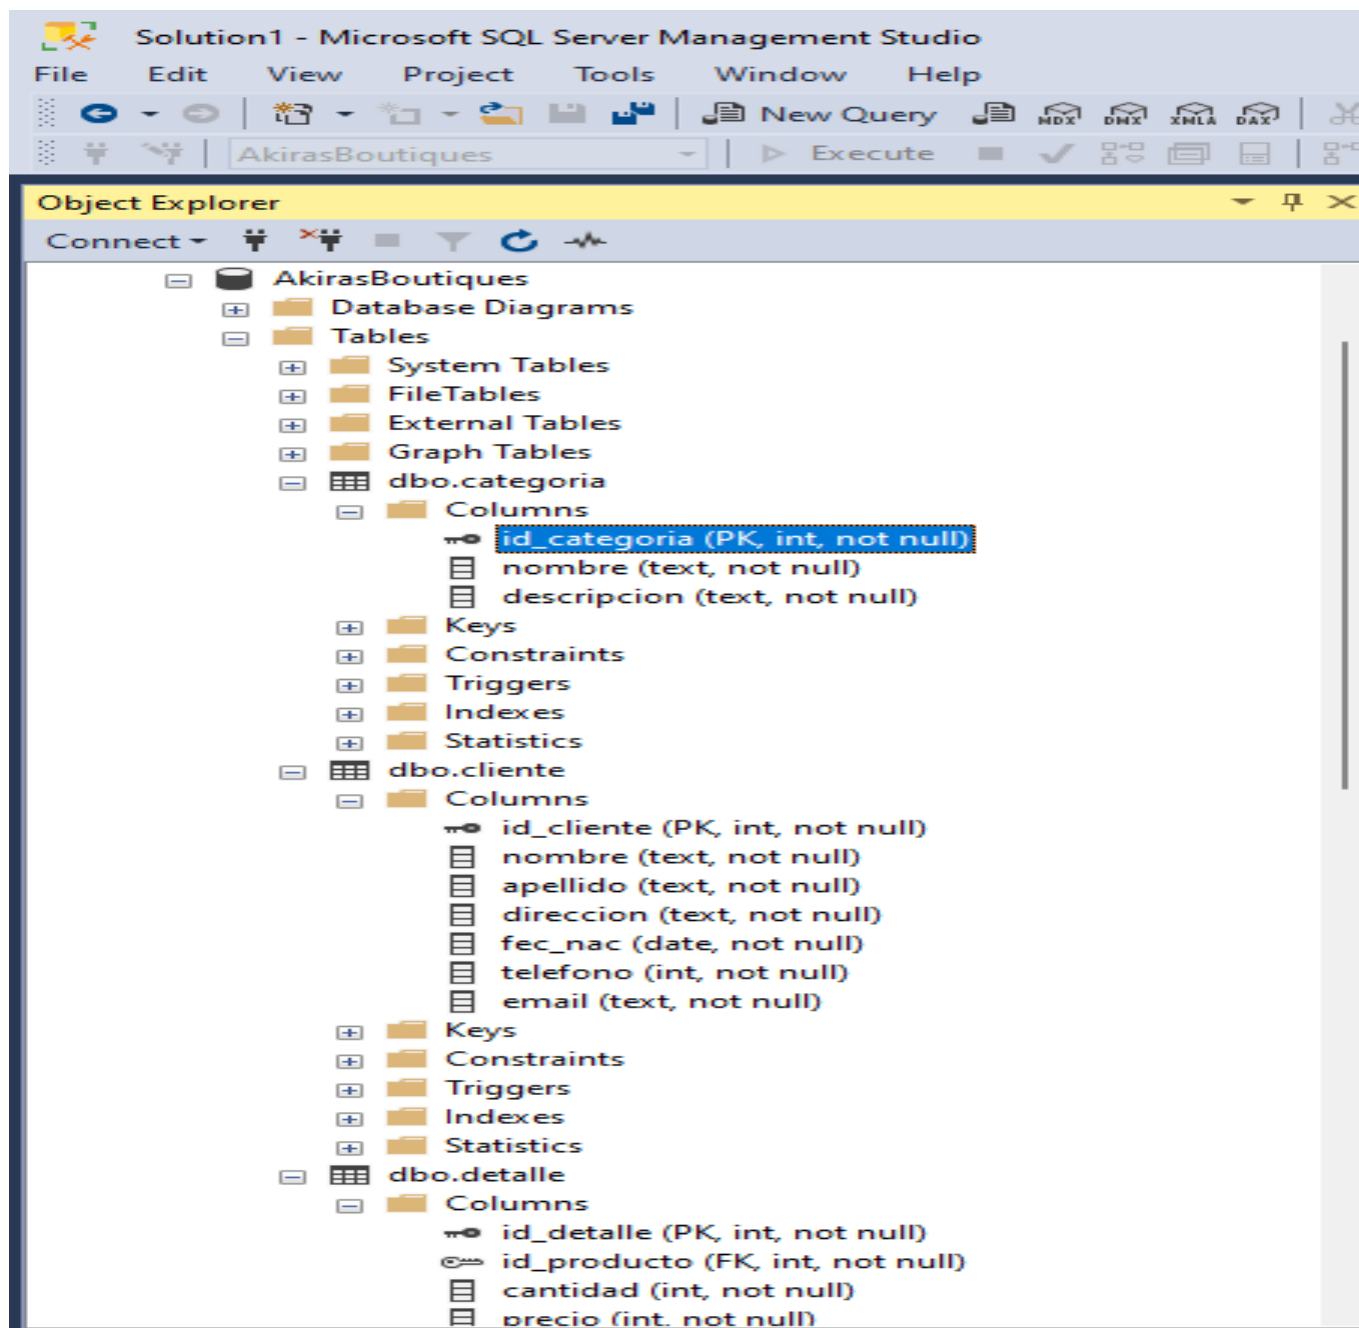 Solution1 - Microsoft SQL Server Management Studio
File Edit View Project Tools Window Help
New Query MDX DMX XMLA DAX
AkirasBoutiques Execute
Object Explorer
Connect
AkirasBoutiques
Database Diagrams
Tables
System Tables
FileTables
External Tables
Graph Tables
dbo.categoria
Columns
id_categoria (PK, int, not null)
nombre (text, not null)
descripcion (text, not null)
Keys
Constraints
Triggers
Indexes
Statistics
dbo.cliente
Columns
id_cliente (PK, int, not null)
nombre (text, not null)
apellido (text, not null)
direccion (text, not null)
fec_nac (date, not null)
telefono (int, not null)
email (text, not null)
Keys
Constraints
Triggers
Indexes
Statistics
dbo.detalle
Columns
id_detalle (PK, int, not null)
id_producto (FK, int, not null)
cantidad (int, not null)
precio (int, not null)